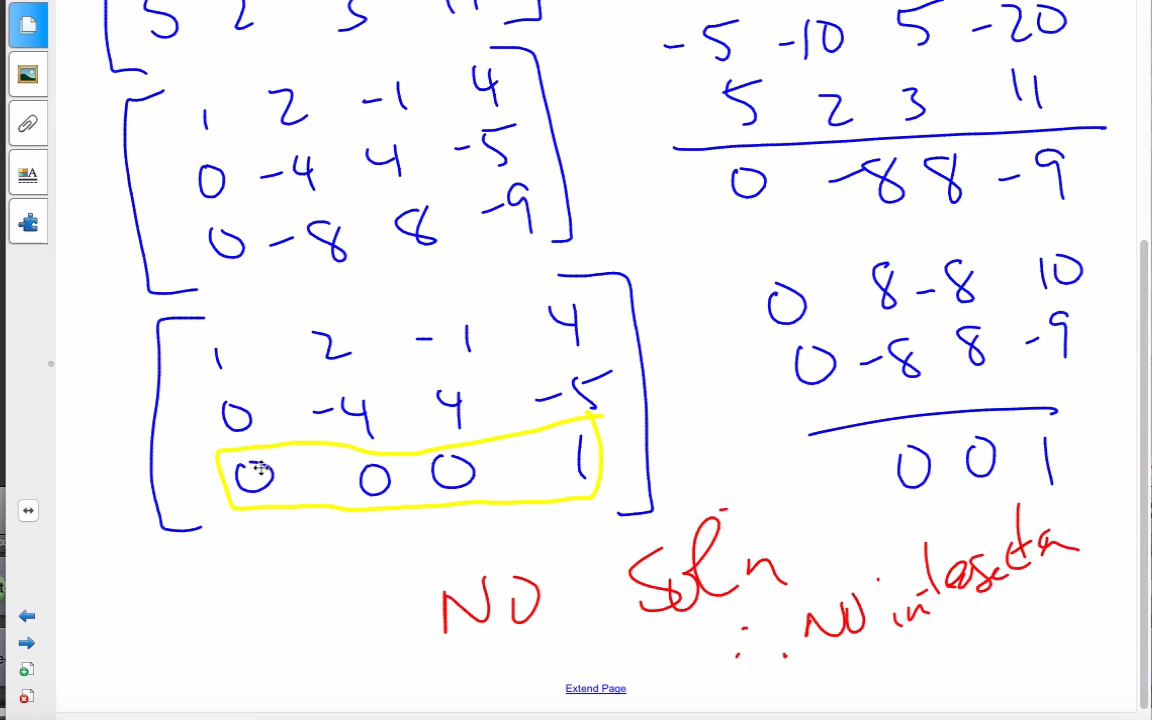 5 2 3 11
1 2 -1 4
0 -4 4 -5
0 -8 8 -9
1 2 -1 4
0 -4 4 -5
0 0 0 1
-5 -10 5 -20
5 2 3 11
0 -8 8 -9
0 8 -8 10
0 -8 8 -9
0 0 1
NO Sol'n
∴ NO intersection
Extend Page